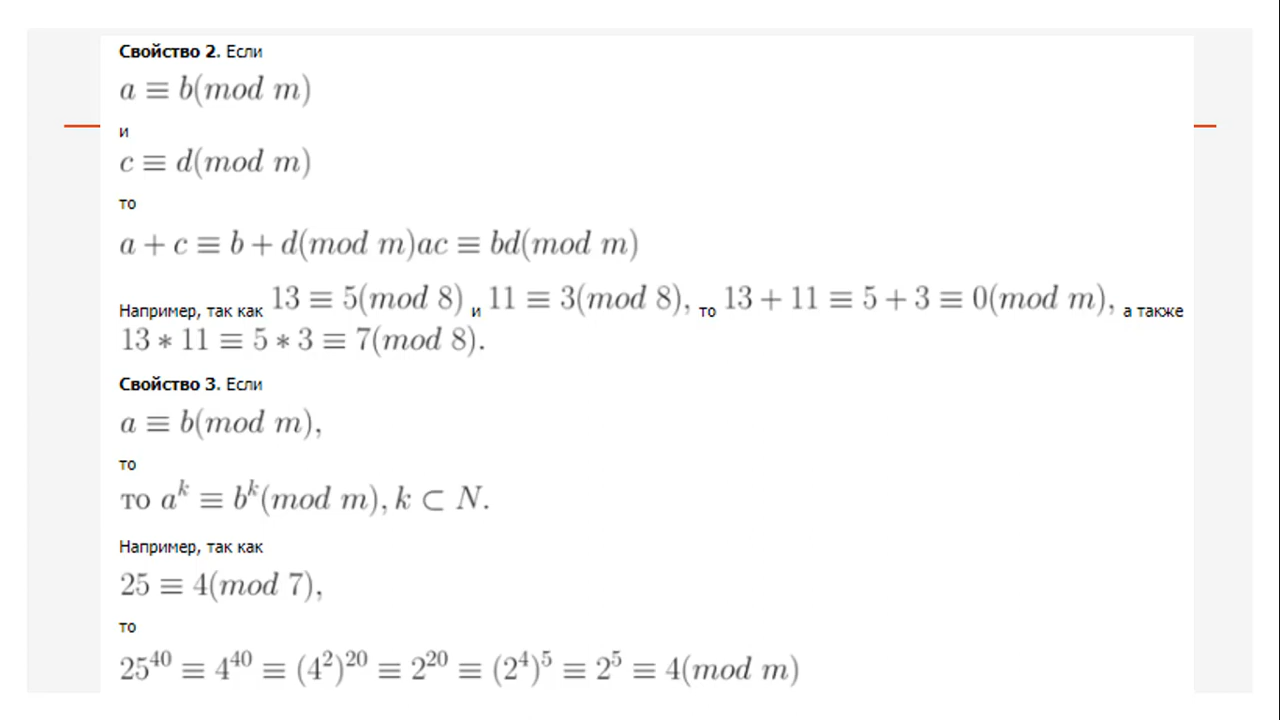 Свойство 2. Если
a ≡ b(mod m)
и
c ≡ d(mod m)
то
a + c ≡ b + d(mod m)ac ≡ bd(mod m)
Например, так как 13 ≡ 5(mod 8) и 11 ≡ 3(mod 8), то 13 + 11 ≡ 5 + 3 ≡ 0(mod m), а также
13 ∗ 11 ≡ 5 ∗ 3 ≡ 7(mod 8).
Свойство 3. Если
a ≡ b(mod m),
то
то a^k ≡ b^k(mod m), k ⊂ N.
Например, так как
25 ≡ 4(mod 7),
то
25^40 ≡ 4^40 ≡ (4^2)^20 ≡ 2^20 ≡ (2^4)^5 ≡ 2^5 ≡ 4(mod m)